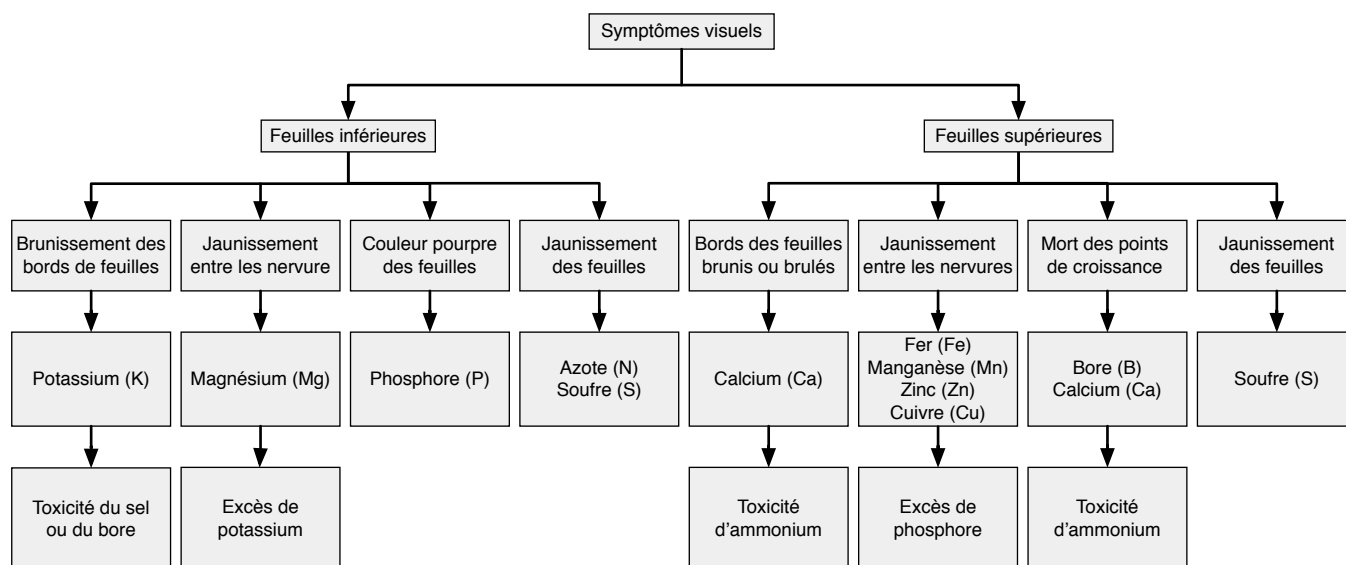 Symptômes visuels
Feuilles inférieures
Feuilles supérieures
Brunissement des
bords de feuilles
Jaunissement
entre les nervure
Couleur pourpre
des feuilles
Jaunissement
des feuilles
Bords des feuilles
brunis ou brulés
Jaunissement
entre les nervures
Mort des points
de croissance
Jaunissement
des feuilles
Potassium (K)
Magnésium (Mg)
Phosphore (P)
Azote (N)
Soufre (S)
Calcium (Ca)
Fer (Fe)
Manganèse (Mn)
Zinc (Zn)
Cuivre (Cu)
Bore (B)
Calcium (Ca)
Soufre (S)
Toxicité du sel
ou du bore
Excès de
potassium
Toxicité
d'ammonium
Excès de
phosphore
Toxicité
d'ammonium